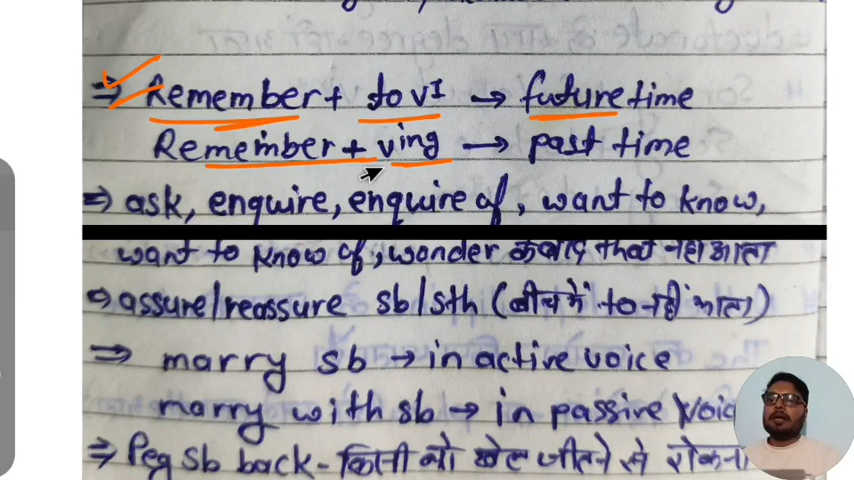 ⇒ Remember + to VI → future time
Remember + ving → past time
⇒ ask, enquire, enquire of, want to know,
want to know of, wonder के बाद that नहीं आता
⇒ assure/reassure sb/sth (बीच में to नहीं आता)
⇒ marry sb → in active voice
marry with sb → in passive voic
⇒ Peg sb back - किसी को खेल जीतने से रोकना